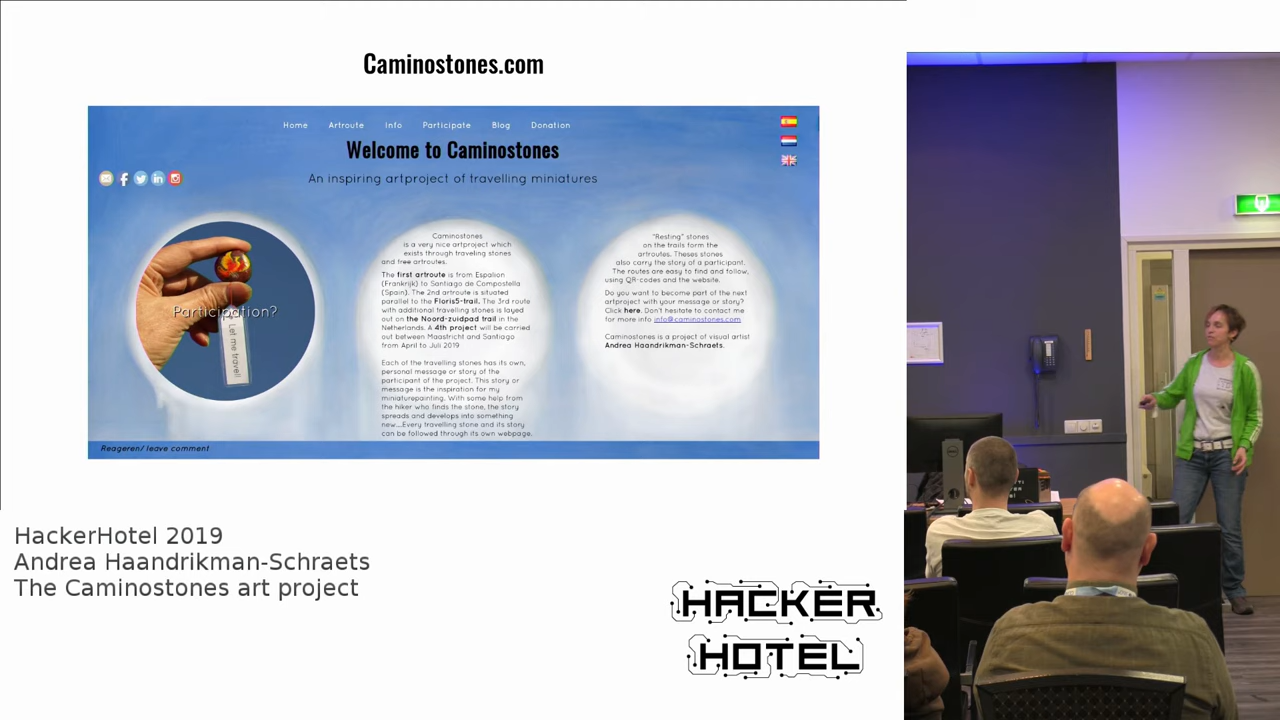 Caminostones.com
Home Artroute Info Participate Blog Donation
Welcome to Caminostones
An inspiring artproject of travelling miniatures
Participation?
Let me travel!
Caminostones
is a very nice artproject which
exists through traveling stones
and free artroutes.
The first artroute is from Espalion
(Frankrijk) to Santiago de Compostella
(Spain). The 2nd artroute is situated
parallel to the Floris5-trail. The 3rd route
with additional travelling stones is layed
out on the Noord-zuidpad trail in the
Netherlands. A 4th project will be carried
out between Maastricht and Santiago
from April to Juli 2019
Each of the travelling stones has its own,
personal message or story of the
participant of the project. This story or
message is the inspiration for my
miniaturepainting. With some help from
the hiker who finds the stone, the story
spreads and develops into something
new...Every travelling stone and its story
can be followed through its own webpage.
"Resting" stones
on the trails form the
artroutes. Theses stones
also carry the story of a participant.
The routes are easy to find and follow,
using QR-codes and the website.
Do you want to become part of the next
artproject with your message or story?
Click here. Don't hesitate to contact me
for more info info@caminostones.com
Caminostones is a project of visual artist
Andrea Haandrikman-Schraets.
Reageren/ leave comment
HackerHotel 2019
Andrea Haandrikman-Schraets
The Caminostones art project
HACKER
HOTEL